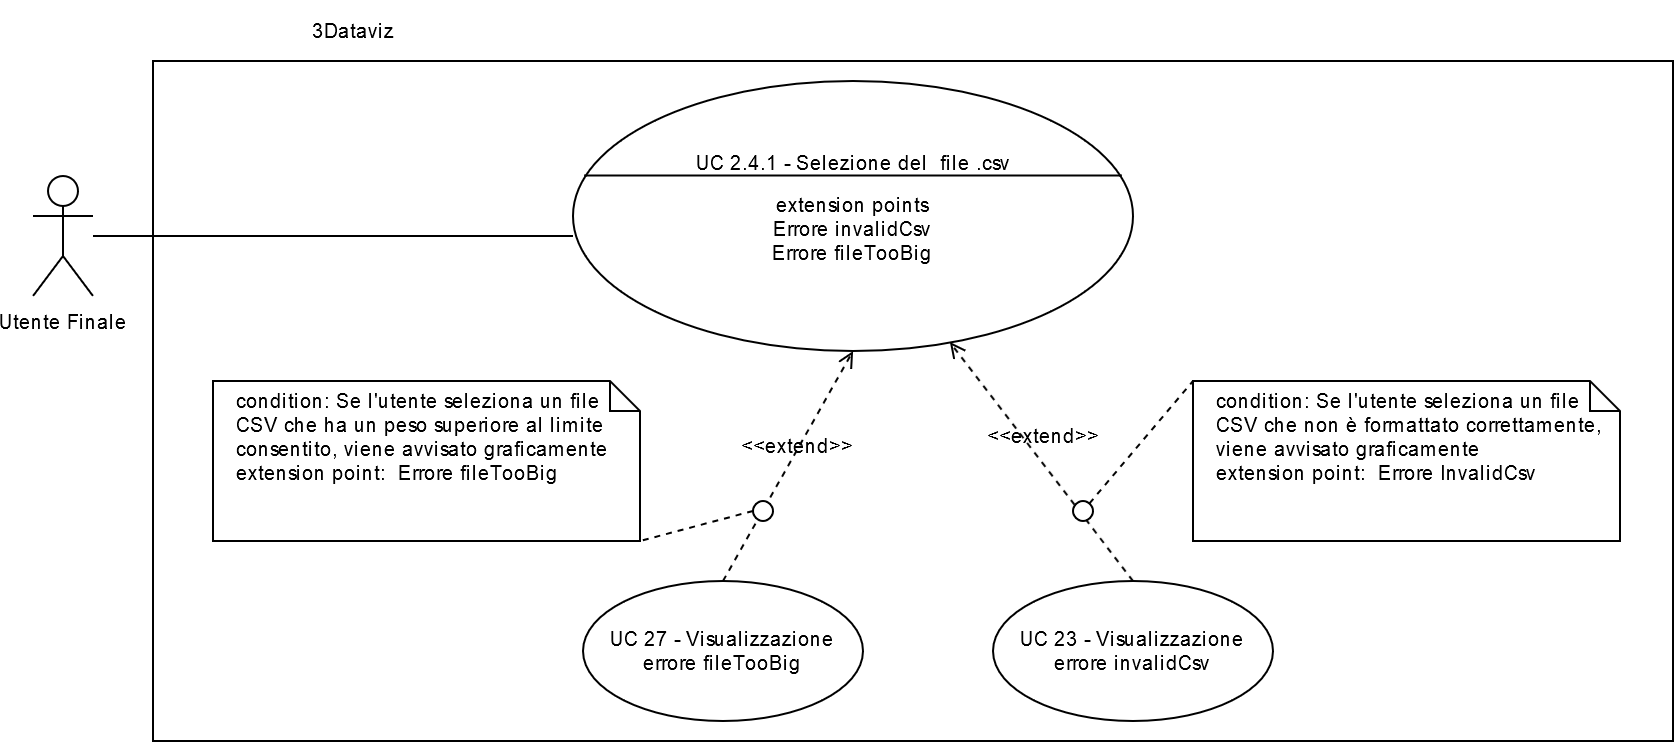 3Dataviz
UC 2.4.1 - Selezione del  file .csv
extension points
Errore invalidCsv
Errore fileTooBig
Utente Finale
condition: Se l'utente seleziona un file
CSV che ha un peso superiore al limite
consentito, viene avvisato graficamente
extension point:  Errore fileTooBig
<<extend>>
<<extend>>
condition: Se l'utente seleziona un file
CSV che non è formattato correttamente,
viene avvisato graficamente
extension point:  Errore InvalidCsv
UC 27 - Visualizzazione
errore fileTooBig
UC 23 - Visualizzazione
errore invalidCsv